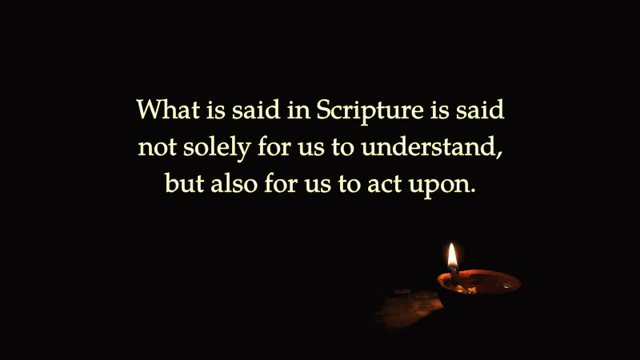 What is said in Scripture is said
not solely for us to understand,
but also for us to act upon.